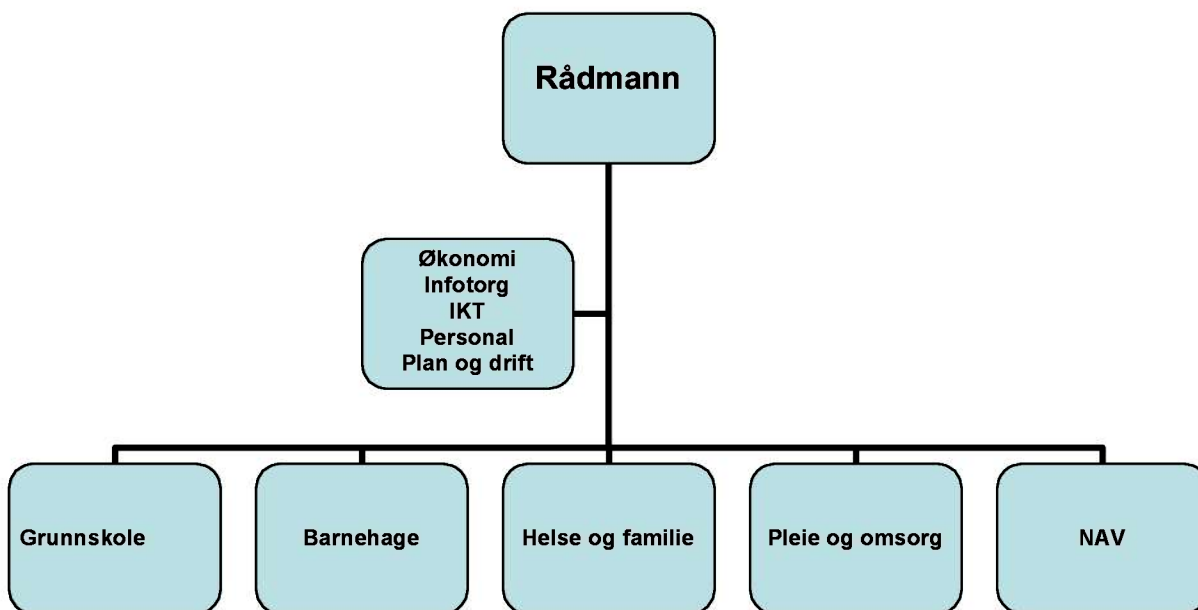 Rådmann
Økonomi
Infotorg
IKT
Personal
Plan og drift
Grunnskole
Barnehage
Helse og familie
Pleie og omsorg
NAV